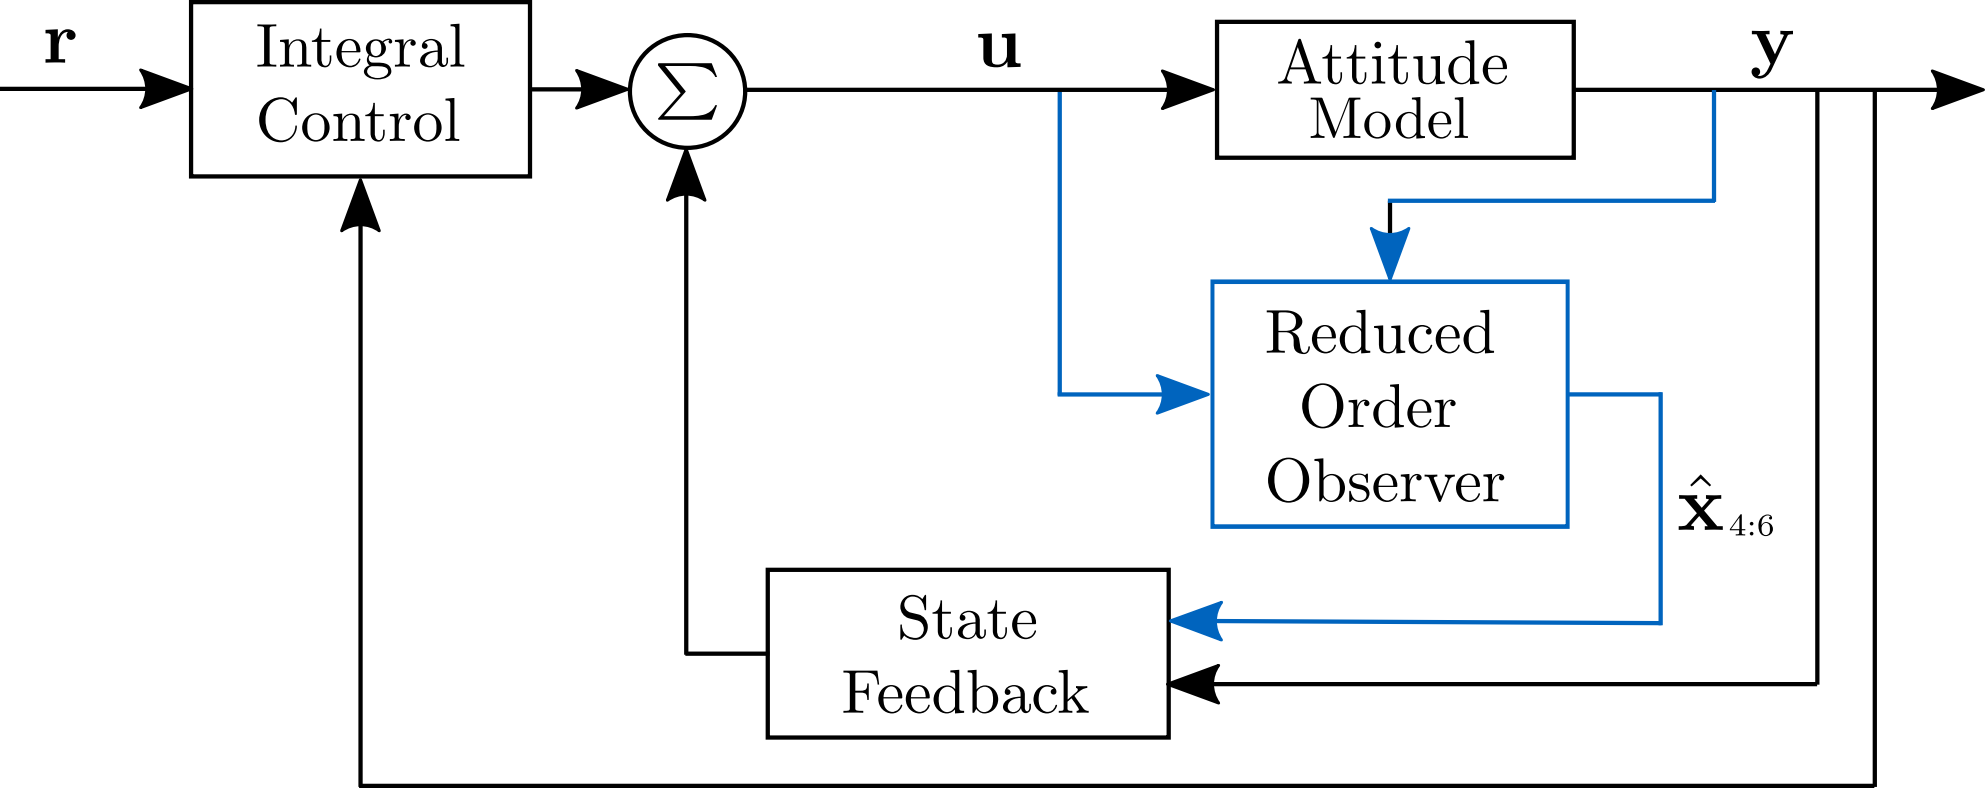 r
Integral
Control
∑
u
Attitude
Model
y
Reduced
Order
Observer
x̂4:6
State
Feedback